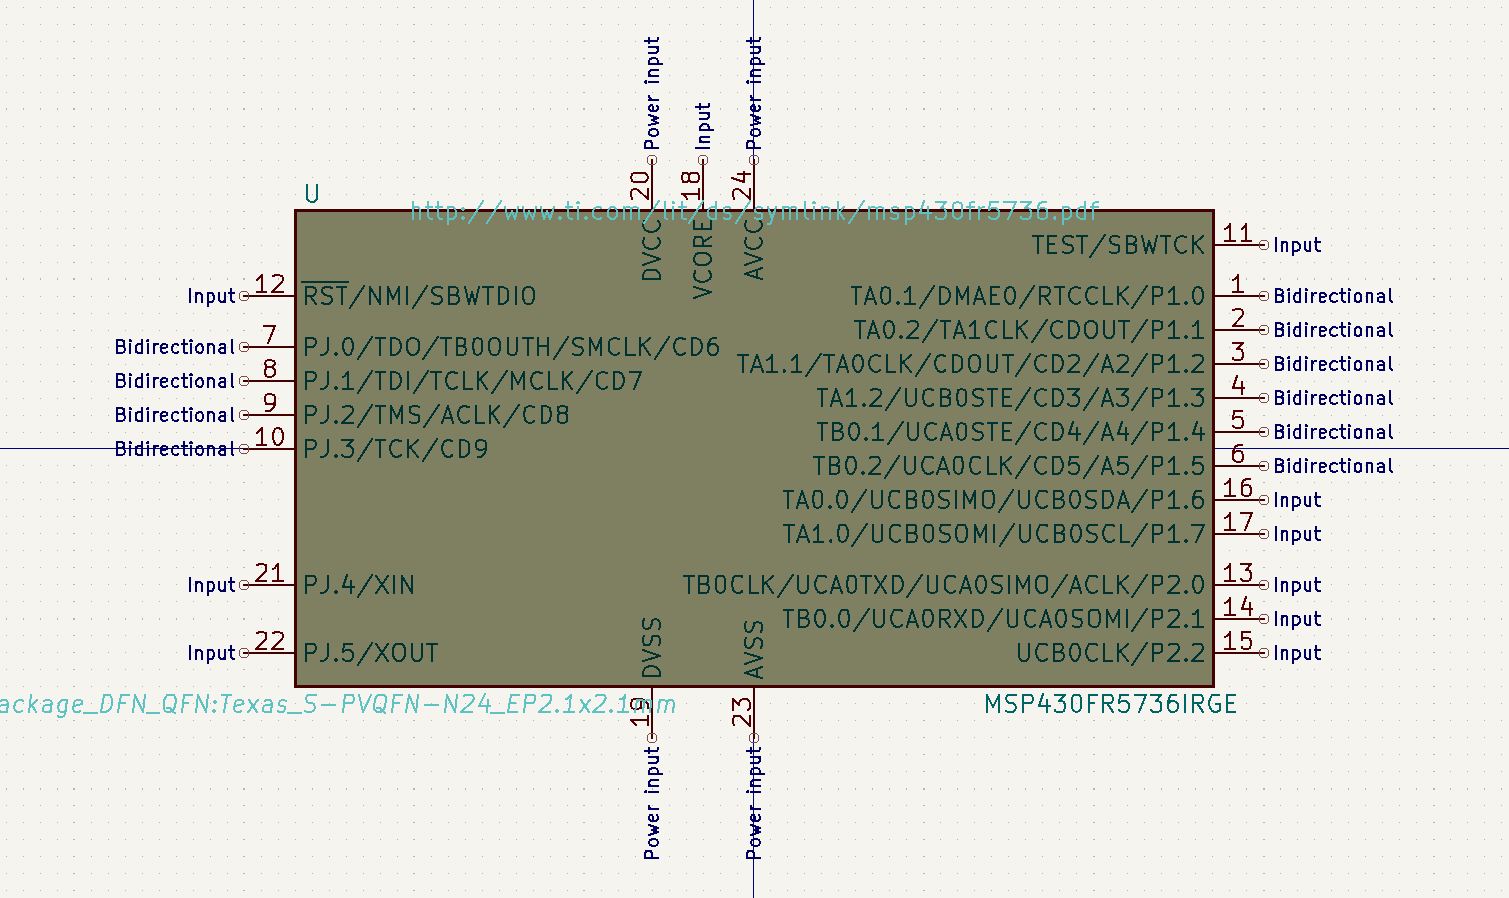 Power input
Input
Power input
20
18
24
U
http://www.ti.com/lit/ds/symlink/msp430fr5736.pdf
DVCC
VCORE
AVCC
TEST/SBWTCK 11 Input
Input 12 RST/NMI/SBWTDIO
TA0.1/DMAE0/RTCCLK/P1.0 1 Bidirectional
TA0.2/TA1CLK/CDOUT/P1.1 2 Bidirectional
Bidirectional 7 PJ.0/TDO/TB0OUTH/SMCLK/CD6
TA1.1/TA0CLK/CDOUT/CD2/A2/P1.2 3 Bidirectional
Bidirectional 8 PJ.1/TDI/TCLK/MCLK/CD7
TA1.2/UCB0STE/CD3/A3/P1.3 4 Bidirectional
Bidirectional 9 PJ.2/TMS/ACLK/CD8
TB0.1/UCA0STE/CD4/A4/P1.4 5 Bidirectional
Bidirectional 10 PJ.3/TCK/CD9
TB0.2/UCA0CLK/CD5/A5/P1.5 6 Bidirectional
TA0.0/UCB0SIMO/UCB0SDA/P1.6 16 Input
TA1.0/UCB0SOMI/UCB0SCL/P1.7 17 Input
Input 21 PJ.4/XIN
TB0CLK/UCA0TXD/UCA0SIMO/ACLK/P2.0 13 Input
TB0.0/UCA0RXD/UCA0SOMI/P2.1 14 Input
Input 22 PJ.5/XOUT
UCB0CLK/P2.2 15 Input
DVSS
AVSS
ackage_DFN_QFN:Texas_S-PVQFN-N24_EP2.1x2.1mm
MSP430FR5736IRGE
19
23
Power input
Power input